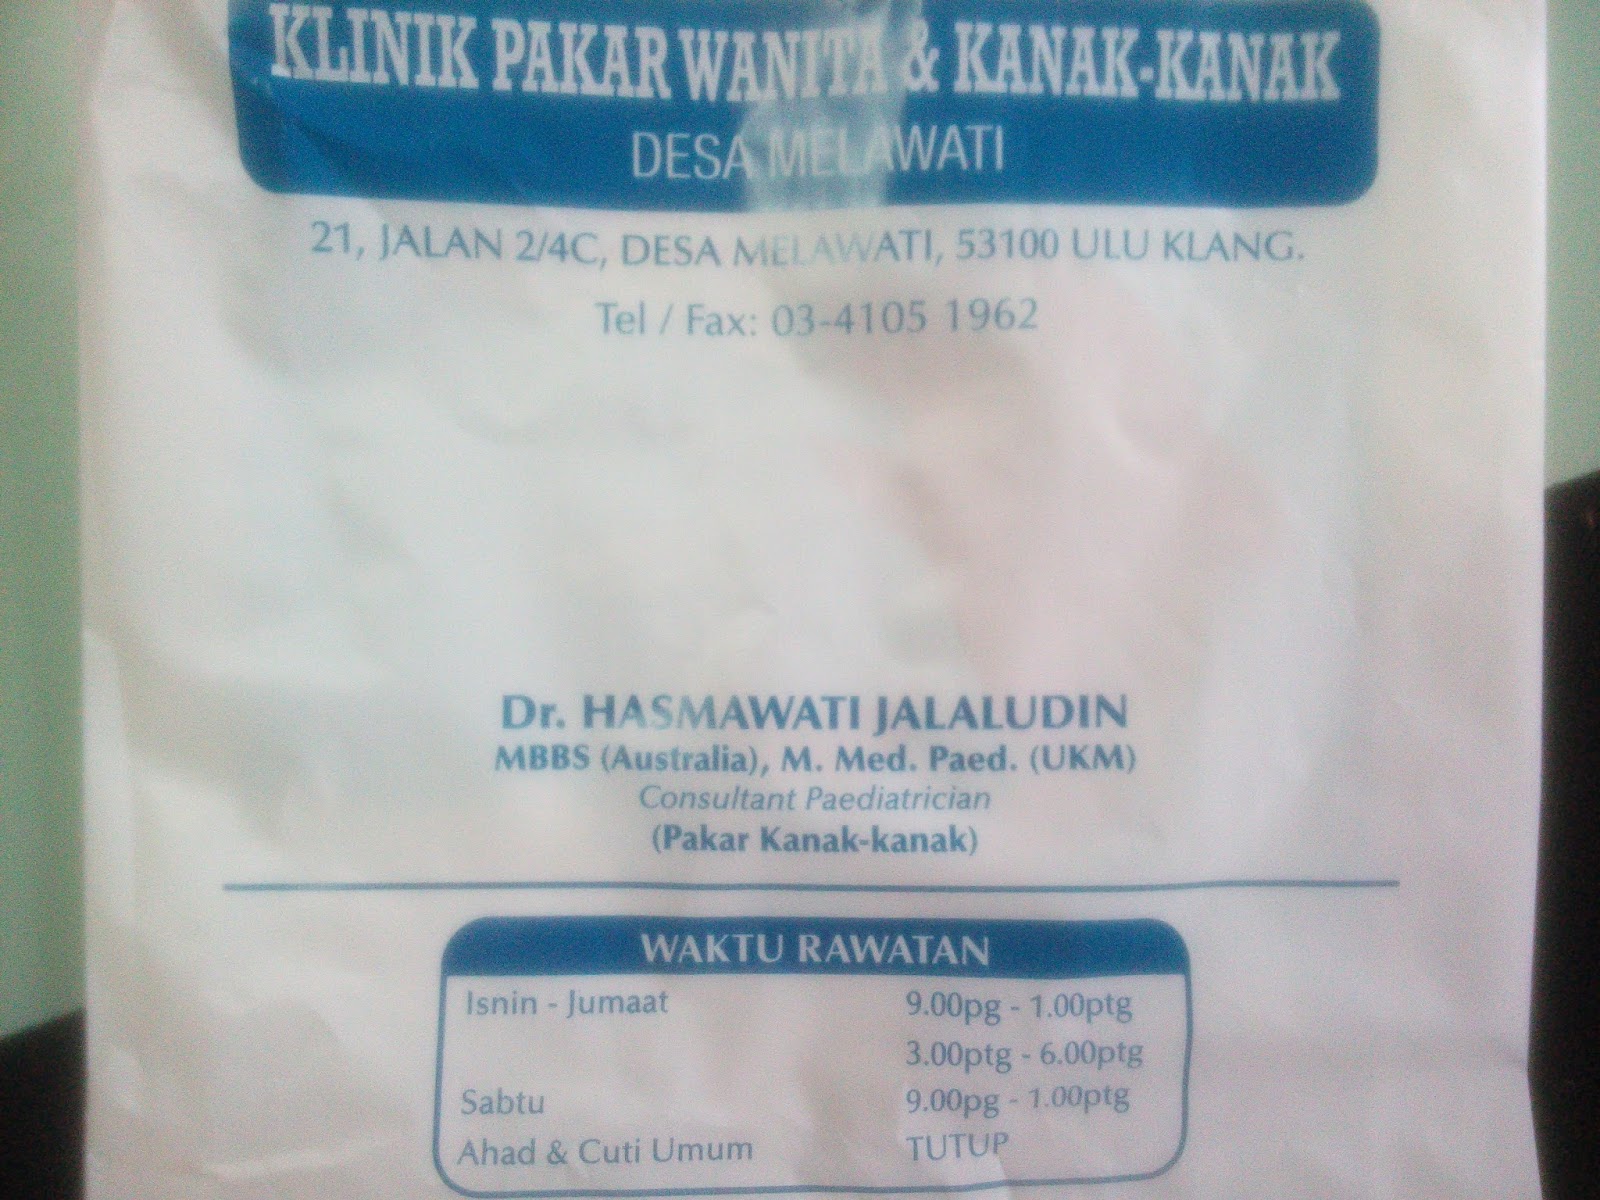 KLINIK PAKAR WANITA & KANAK-KANAK
DESA MELAWATI
21, JALAN 2/4C, DESA MELAWATI, 53100 ULU KLANG.
Tel / Fax: 03-4105 1962
Dr. HASMAWATI JALALUDIN
MBBS (Australia), M. Med. Paed. (UKM)
Consultant Paediatrician
(Pakar Kanak-kanak)
WAKTU RAWATAN
Isnin - Jumaat 9.00pg - 1.00ptg
3.00ptg - 6.00ptg
Sabtu 9.00pg - 1.00ptg
Ahad & Cuti Umum TUTUP